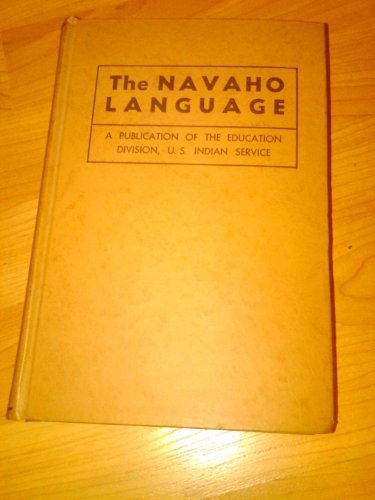 The NAVAHO
LANGUAGE
A PUBLICATION OF THE EDUCATION
DIVISION, U. S. INDIAN SERVICE